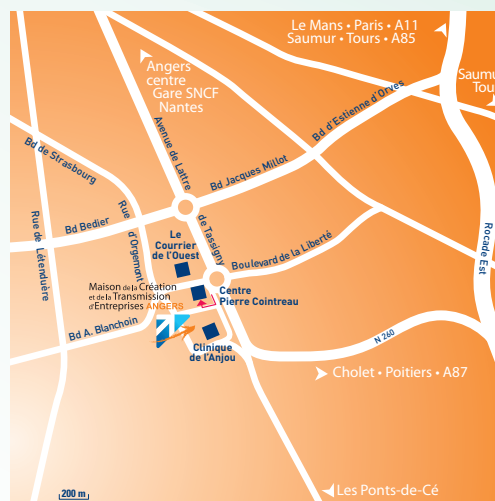 Le Mans • Paris • A11
Saumur • Tours • A85
Angers
centre
Gare SNCF
Nantes
Saumu
Tou
Bd d'Estienne d'Orves
Avenue de Lattre
Bd de Strasbourg
Bd Jacques Millot
Rue
d'Orgemont
Rue de Létenduère
Bd Bedier
de Tassigny
Le
Courrier
de l'Ouest
Boulevard de la Liberté
Rocade Est
Maison de la Création
et de la Transmission
d'Entreprises ANGERS
Centre
Pierre Cointreau
Bd A. Blanchoin
N 260
Clinique
de l'Anjou
Cholet • Poitiers • A87
200 m
Les Ponts-de-Cé